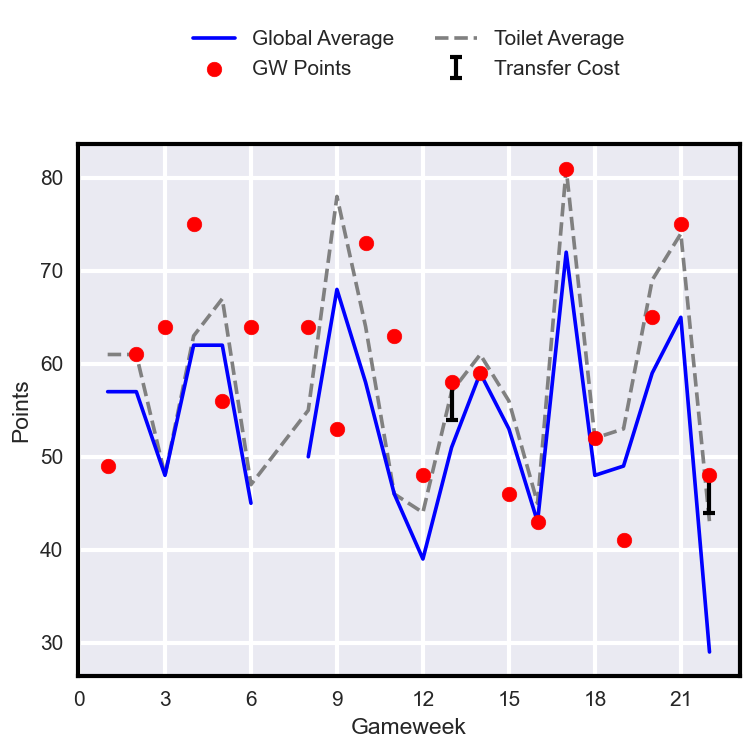 Global Average
GW Points
Toilet Average
Transfer Cost
80
70
60
50
40
30
Points
0 3 6 9 12 15 18 21
Gameweek